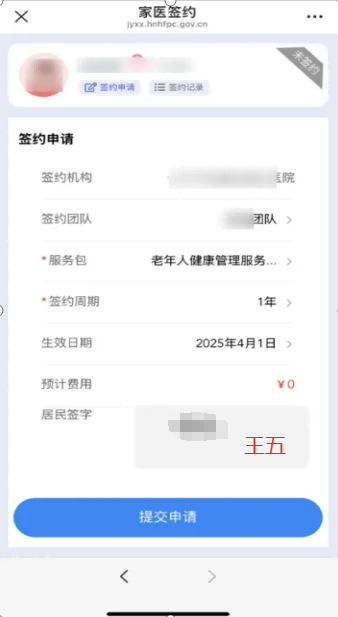 家医签约
jyxx.hnhfpc.gov.cn
未签约
签约申请 签约记录
签约申请
签约机构 医院
签约团队 团队
*服务包 老年人健康管理服务...
*签约周期 1年
生效日期 2025年4月1日
预计费用 ¥0
居民签字
王五
提交申请